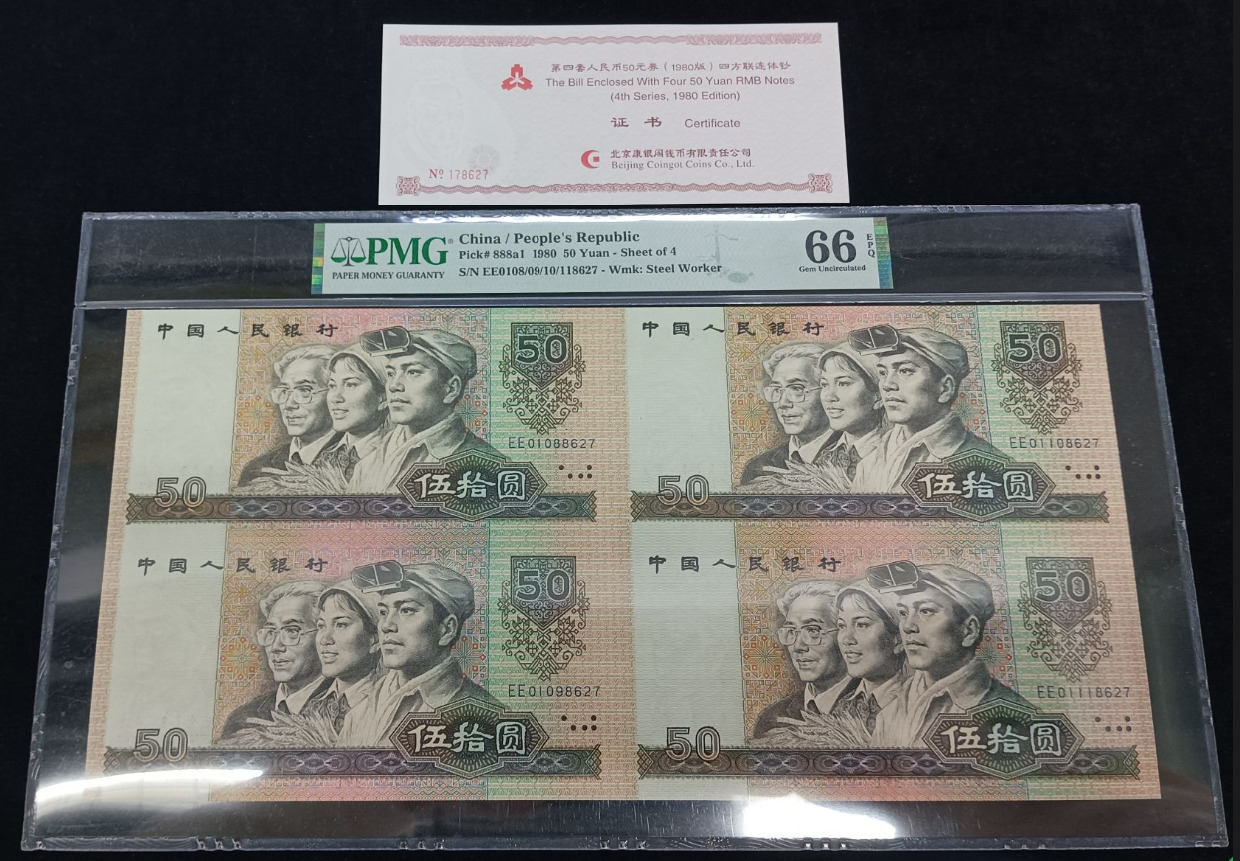 第四套人民币50元券（1980版）四方联连体钞
The Bill Enclosed With Four 50 Yuan RMB Notes
(4th Series, 1980 Edition)
证书 Certificate
北京康银阁钱币有限责任公司
Beijing Coingot Coins Co., Ltd.
Nº 178627
PMG
PAPER MONEY GUARANTY
China / People's Republic
Pick# 888a1 1980 50 Yuan - Sheet of 4
S/N EE0108/09/10/118627 - Wmk: Steel Worker
66 EPQ
Gem Uncirculated
中国人民银行
50
EE01088627
50
伍拾圆
中国人民银行
50
EE01108627
50
伍拾圆
中国人民银行
50
EE01098627
50
伍拾圆
中国人民银行
50
EE01118627
50
伍拾圆